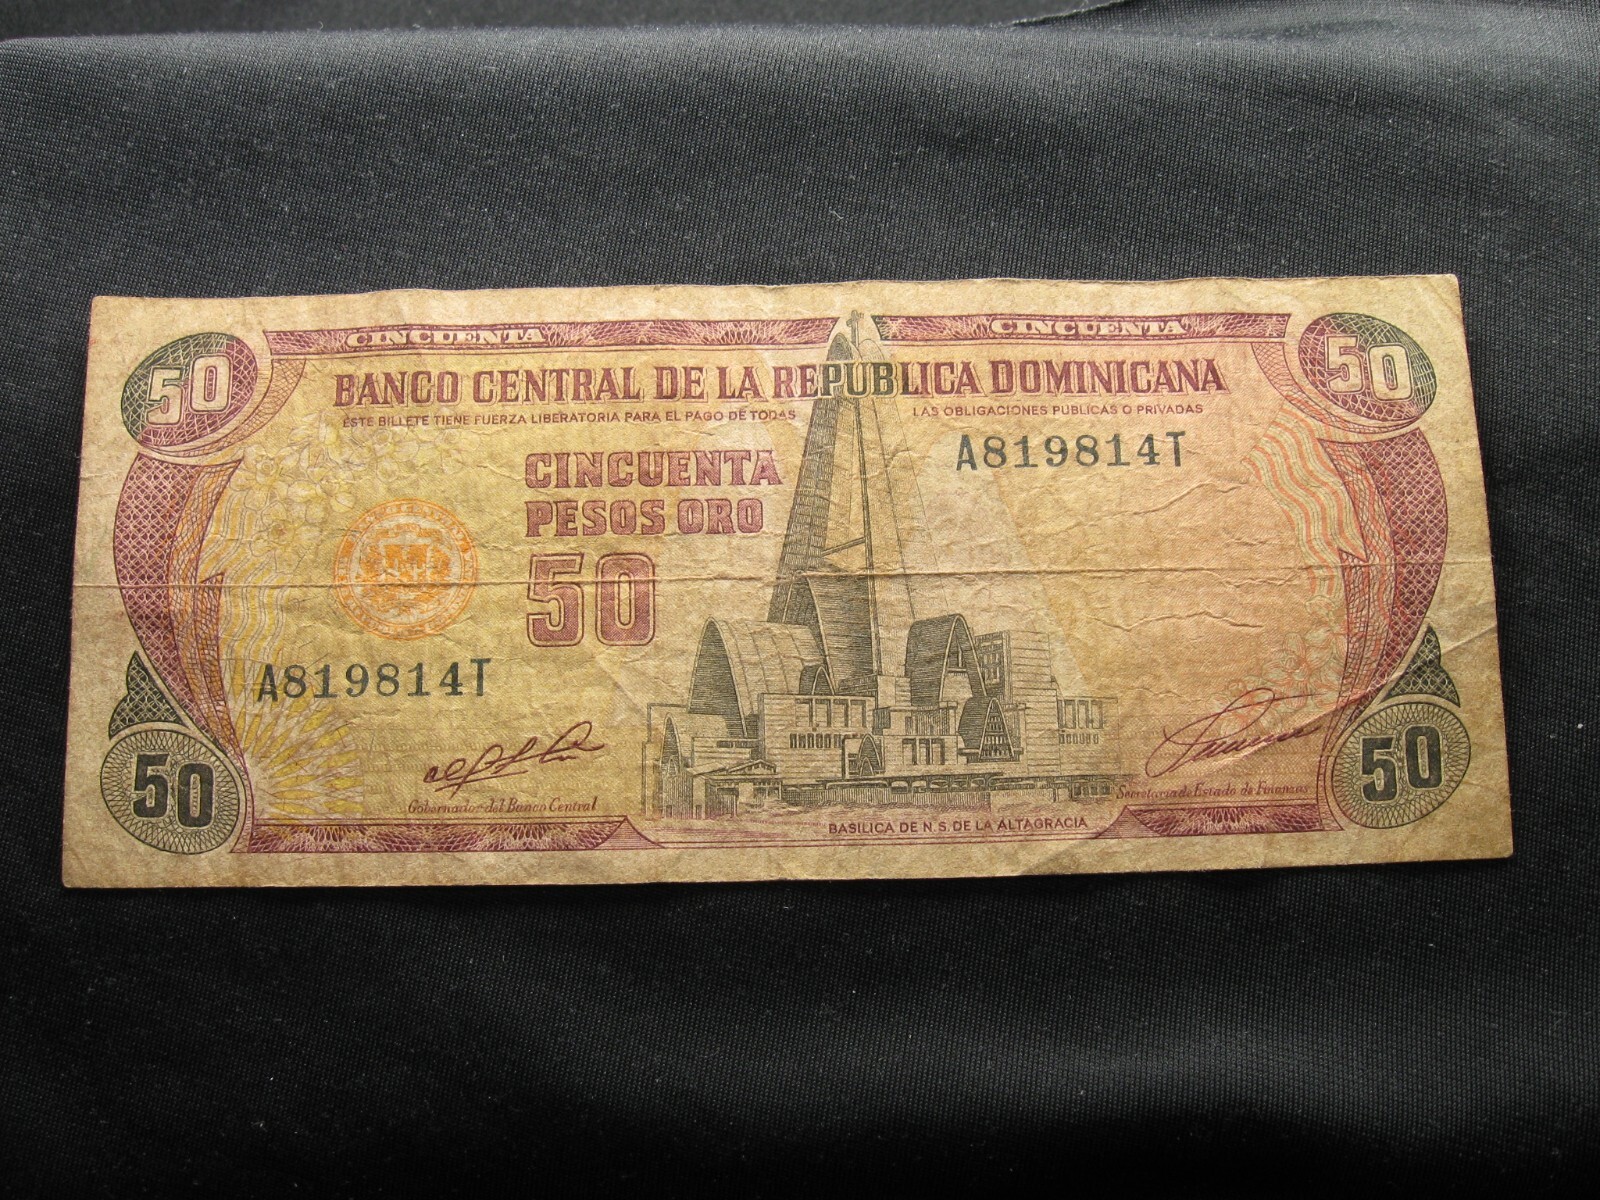 CINCUENTA CINCUENTA
50 50
BANCO CENTRAL DE LA REPUBLICA DOMINICANA
ESTE BILLETE TIENE FUERZA LIBERATORIA PARA EL PAGO DE TODAS LAS OBLIGACIONES PUBLICAS O PRIVADAS
A819814T
CINCUENTA
PESOS ORO
50
A819814T
Gobernador del Banco Central
Secretario de Estado de Finanzas
50 50
BASILICA DE N. S. DE LA ALTAGRACIA